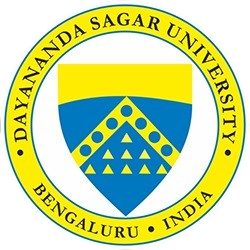 · DAYANANDA SAGAR UNIVERSITY ·
BENGALURU · INDIA